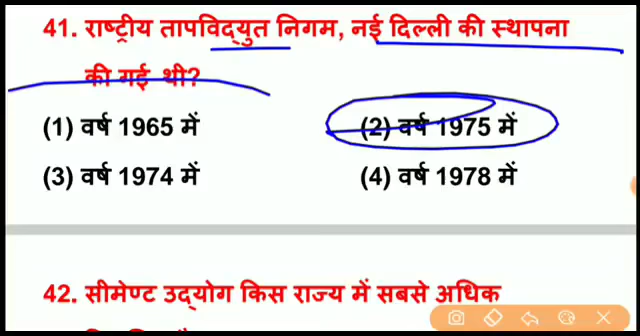 41. राष्ट्रीय तापविद्युत निगम, नई दिल्ली की स्थापना
की गई थी?
(1) वर्ष 1965 में
(2) वर्ष 1975 में
(3) वर्ष 1974 में
(4) वर्ष 1978 में
42. सीमेण्ट उद्योग किस राज्य में सबसे अधिक